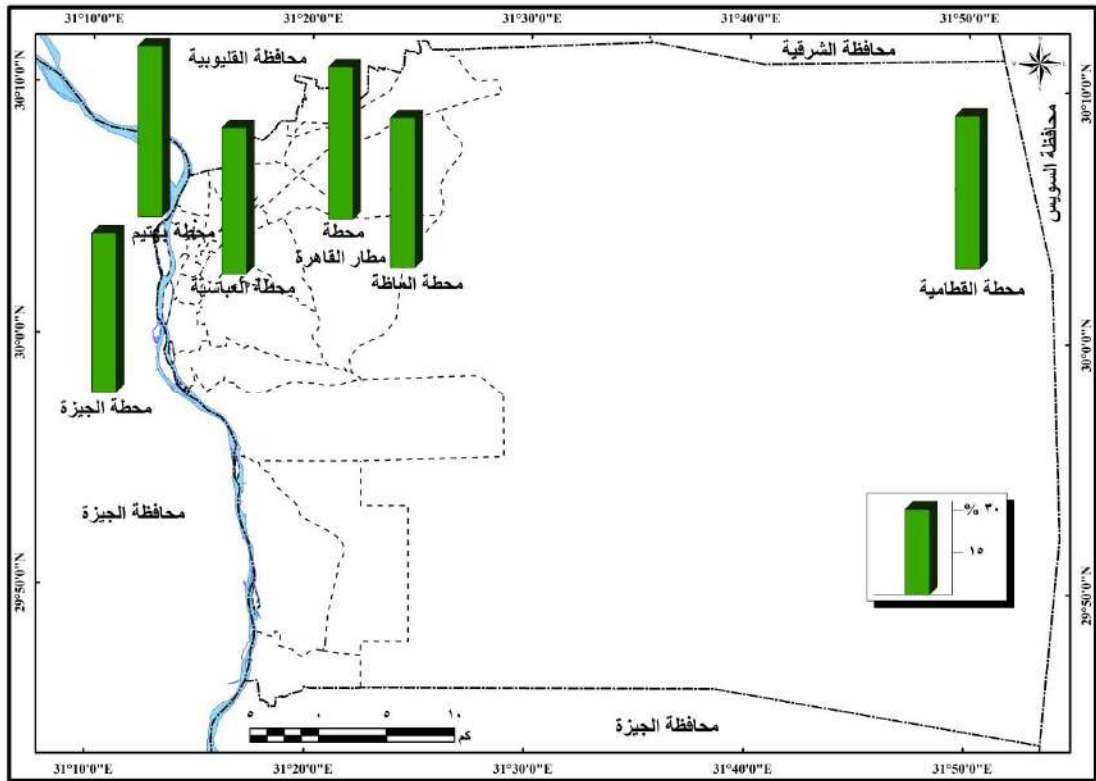 31°10'0"E
31°20'0"E
31°30'0"E
31°40'0"E
31°50'0"E
محافظة القليوبية
محافظة الشرقية
30°10'0"N
30°10'0"N
محافظة السويس
محطة بهتيم
محطة
مطار القاهرة
محطة العباسية
محطة الماظة
محطة القطامية
30°0'0"N
30°0'0"N
محطة الجيزة
محافظة الجيزة
% ٣٠
١٥
29°50'0"N
29°50'0"N
٥ ٠ ٥ ١٠
كم
محافظة الجيزة
31°10'0"E
31°20'0"E
31°30'0"E
31°40'0"E
31°50'0"E